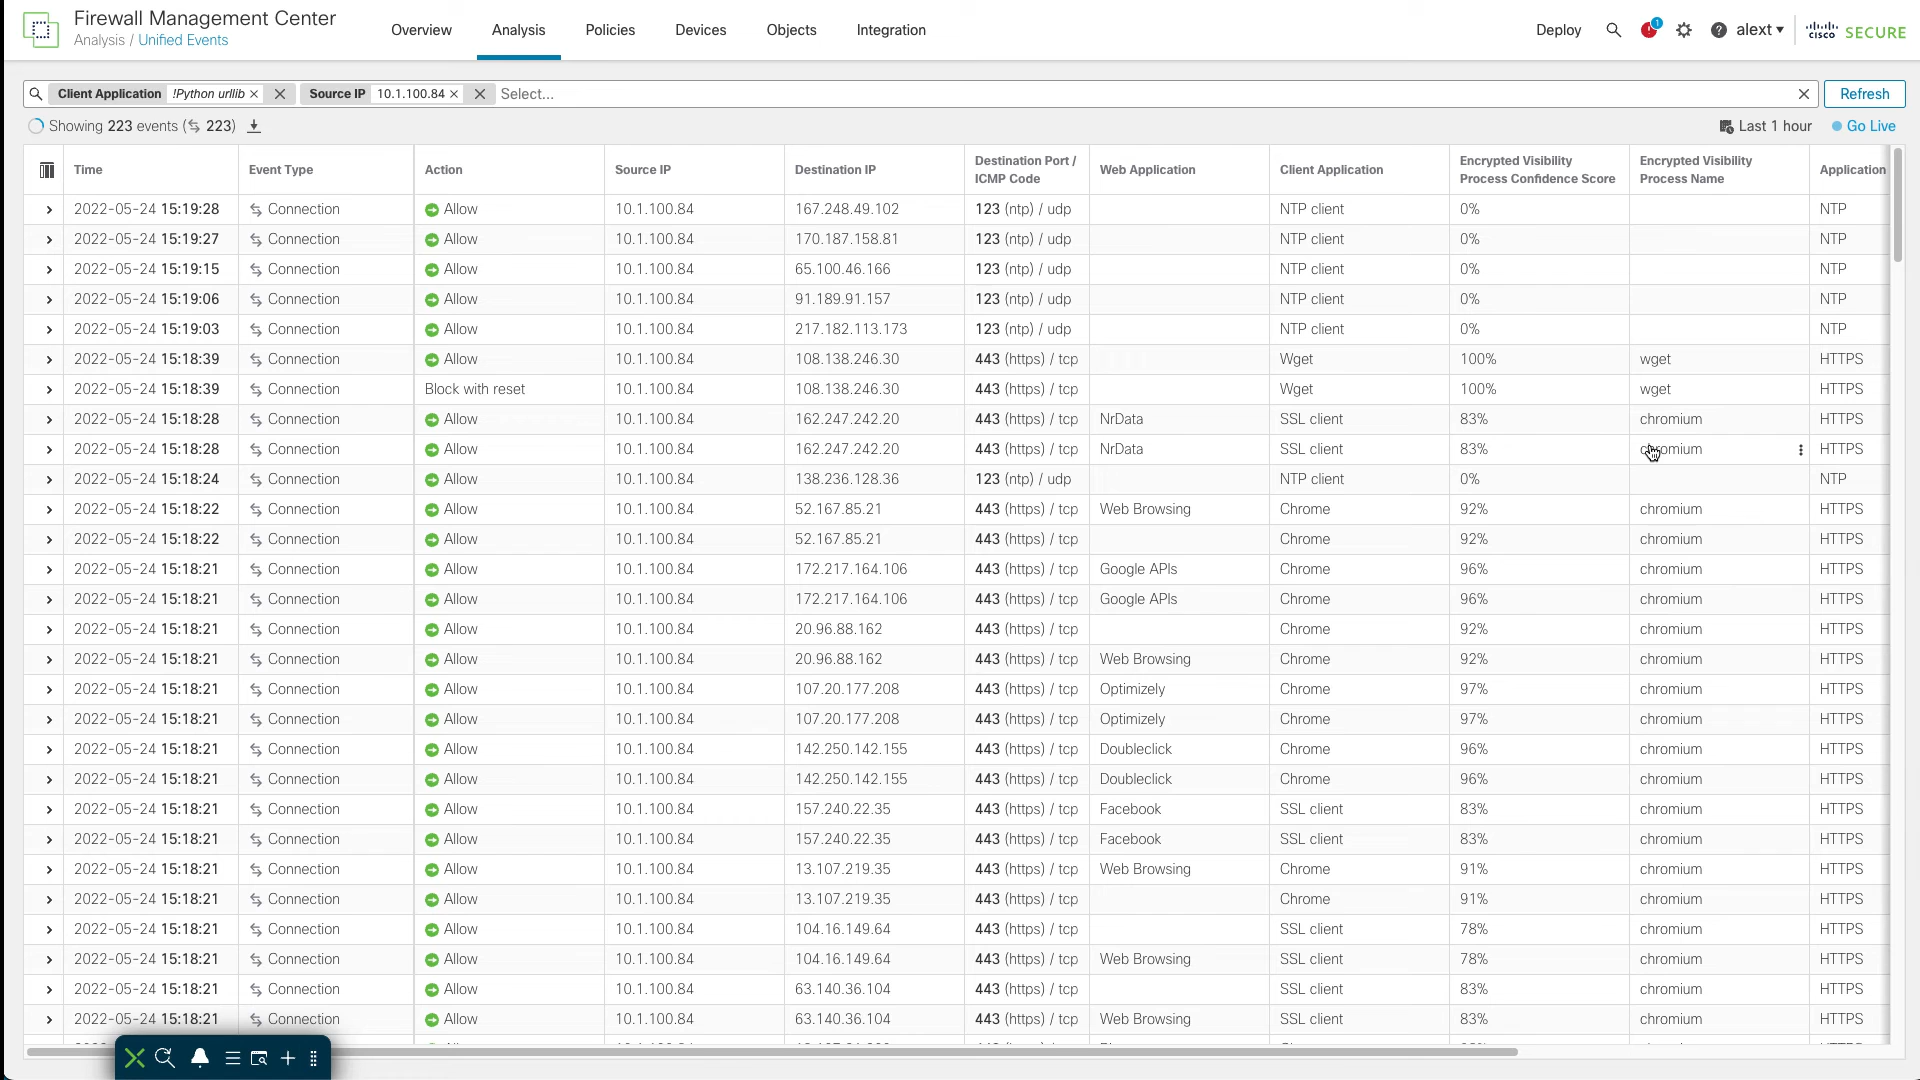 Firewall Management Center
Analysis / Unified Events
Overview Analysis Policies Devices Objects Integration
Deploy 1 alext cisco SECURE
Client Application !Python urllib Source IP 10.1.100.84 Select... Refresh
Showing 223 events (223) Last 1 hour Go Live
Time Event Type Action Source IP Destination IP Destination Port / ICMP Code Web Application Client Application Encrypted Visibility Process Confidence Score Encrypted Visibility Process Name Application
2022-05-24 15:19:28 Connection Allow 10.1.100.84 167.248.49.102 123 (ntp) / udp NTP client 0% NTP
2022-05-24 15:19:27 Connection Allow 10.1.100.84 170.187.158.81 123 (ntp) / udp NTP client 0% NTP
2022-05-24 15:19:15 Connection Allow 10.1.100.84 65.100.46.166 123 (ntp) / udp NTP client 0% NTP
2022-05-24 15:19:06 Connection Allow 10.1.100.84 91.189.91.157 123 (ntp) / udp NTP client 0% NTP
2022-05-24 15:19:03 Connection Allow 10.1.100.84 217.182.113.173 123 (ntp) / udp NTP client 0% NTP
2022-05-24 15:18:39 Connection Allow 10.1.100.84 108.138.246.30 443 (https) / tcp Wget 100% wget HTTPS
2022-05-24 15:18:39 Connection Block with reset 10.1.100.84 108.138.246.30 443 (https) / tcp Wget 100% wget HTTPS
2022-05-24 15:18:28 Connection Allow 10.1.100.84 162.247.242.20 443 (https) / tcp NrData SSL client 83% chromium HTTPS
2022-05-24 15:18:28 Connection Allow 10.1.100.84 162.247.242.20 443 (https) / tcp NrData SSL client 83% chromium HTTPS
2022-05-24 15:18:24 Connection Allow 10.1.100.84 138.236.128.36 123 (ntp) / udp NTP client 0% NTP
2022-05-24 15:18:22 Connection Allow 10.1.100.84 52.167.85.21 443 (https) / tcp Web Browsing Chrome 92% chromium HTTPS
2022-05-24 15:18:22 Connection Allow 10.1.100.84 52.167.85.21 443 (https) / tcp Chrome 92% chromium HTTPS
2022-05-24 15:18:21 Connection Allow 10.1.100.84 172.217.164.106 443 (https) / tcp Google APIs Chrome 96% chromium HTTPS
2022-05-24 15:18:21 Connection Allow 10.1.100.84 172.217.164.106 443 (https) / tcp Google APIs Chrome 96% chromium HTTPS
2022-05-24 15:18:21 Connection Allow 10.1.100.84 20.96.88.162 443 (https) / tcp Chrome 92% chromium HTTPS
2022-05-24 15:18:21 Connection Allow 10.1.100.84 20.96.88.162 443 (https) / tcp Web Browsing Chrome 92% chromium HTTPS
2022-05-24 15:18:21 Connection Allow 10.1.100.84 107.20.177.208 443 (https) / tcp Optimizely Chrome 97% chromium HTTPS
2022-05-24 15:18:21 Connection Allow 10.1.100.84 107.20.177.208 443 (https) / tcp Optimizely Chrome 97% chromium HTTPS
2022-05-24 15:18:21 Connection Allow 10.1.100.84 142.250.142.155 443 (https) / tcp Doubleclick Chrome 96% chromium HTTPS
2022-05-24 15:18:21 Connection Allow 10.1.100.84 142.250.142.155 443 (https) / tcp Doubleclick Chrome 96% chromium HTTPS
2022-05-24 15:18:21 Connection Allow 10.1.100.84 157.240.22.35 443 (https) / tcp Facebook SSL client 83% chromium HTTPS
2022-05-24 15:18:21 Connection Allow 10.1.100.84 157.240.22.35 443 (https) / tcp Facebook SSL client 83% chromium HTTPS
2022-05-24 15:18:21 Connection Allow 10.1.100.84 13.107.219.35 443 (https) / tcp Web Browsing Chrome 91% chromium HTTPS
2022-05-24 15:18:21 Connection Allow 10.1.100.84 13.107.219.35 443 (https) / tcp Chrome 91% chromium HTTPS
2022-05-24 15:18:21 Connection Allow 10.1.100.84 104.16.149.64 443 (https) / tcp SSL client 78% chromium HTTPS
2022-05-24 15:18:21 Connection Allow 10.1.100.84 104.16.149.64 443 (https) / tcp Web Browsing SSL client 78% chromium HTTPS
2022-05-24 15:18:21 Connection Allow 10.1.100.84 63.140.36.104 443 (https) / tcp SSL client 83% chromium HTTPS
2022-05-24 15:18:21 Connection Allow 10.1.100.84 63.140.36.104 443 (https) / tcp Web Browsing SSL client 83% chromium HTTPS